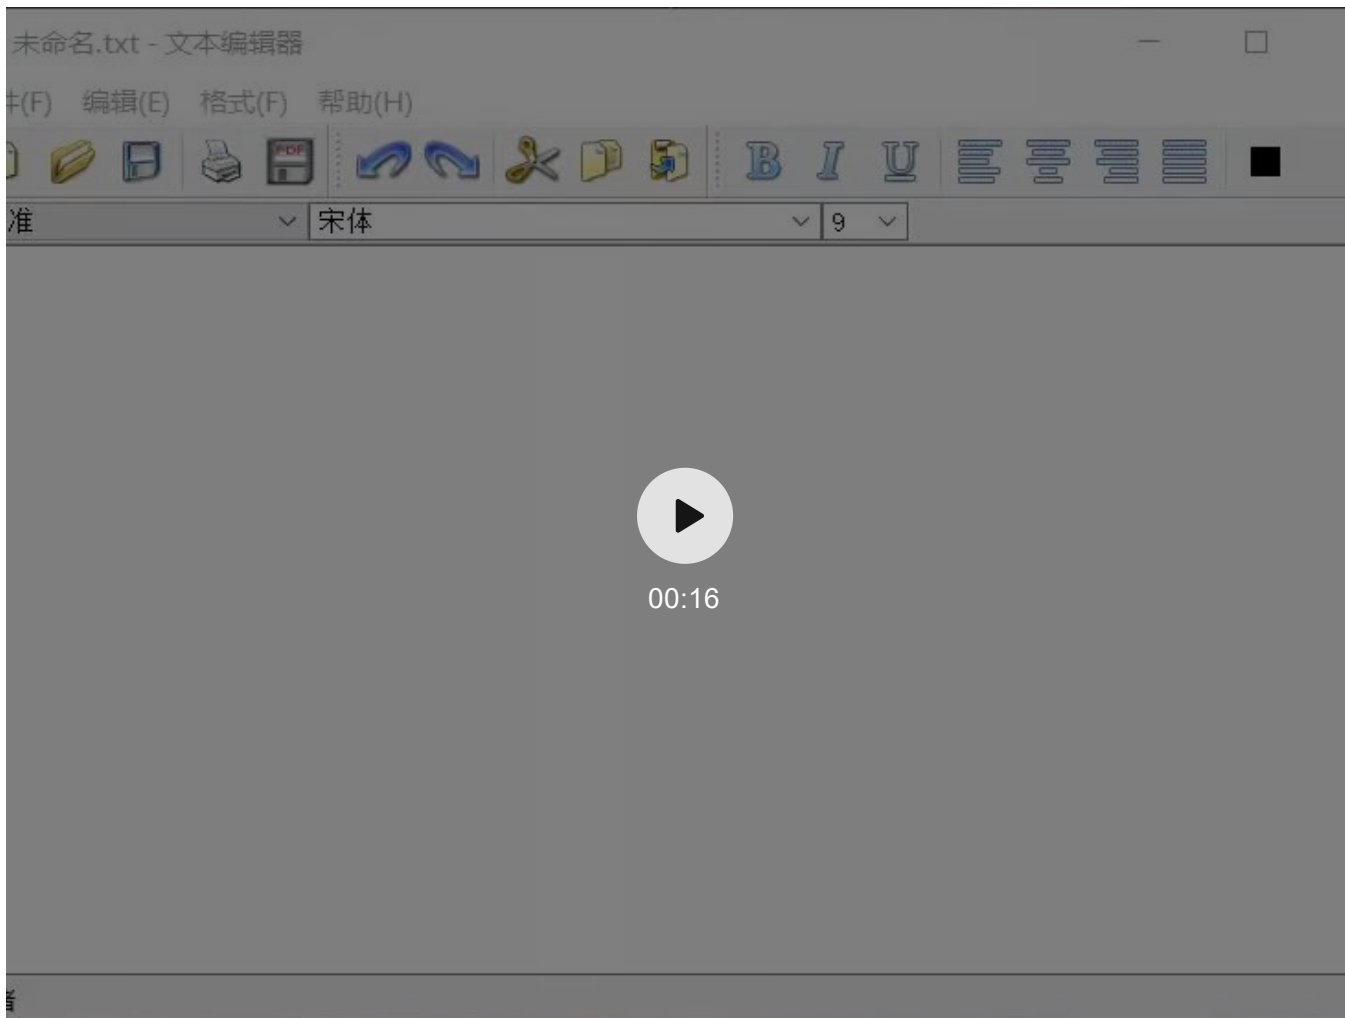 未命名.txt - 文本编辑器
(F) 编辑(E) 格式(F) 帮助(H)
PDF
B I U
准 宋体 9
00:16